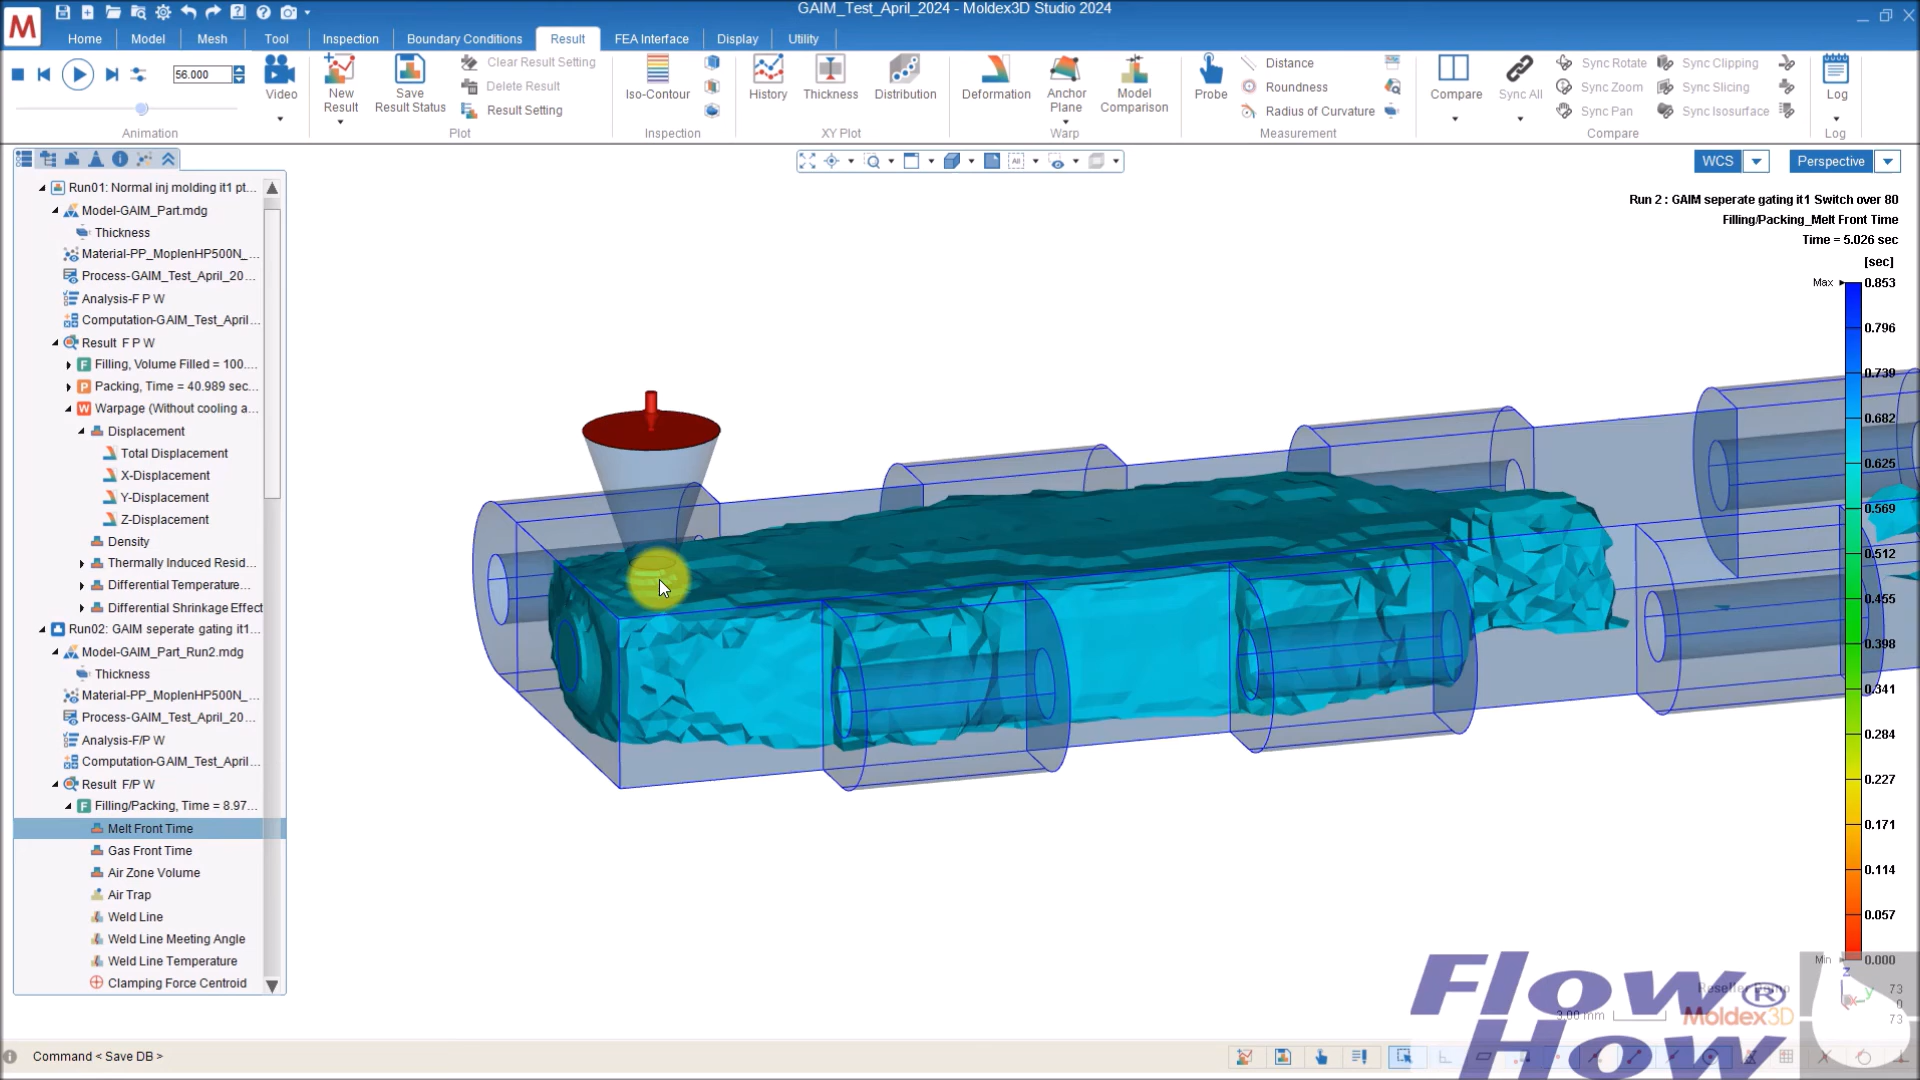 GAIM_Test_April_2024 - Moldex3D Studio 2024
Home Model Mesh Tool Inspection Boundary Conditions Result FEA Interface Display Utility
56.000
Video
New Result
Save Result Status
Clear Result Setting
Delete Result
Result Setting
Iso-Contour
History
Thickness
Distribution
Deformation
Anchor Plane
Model Comparison
Probe
Distance
Roundness
Radius of Curvature
Compare
Sync All
Sync Rotate
Sync Zoom
Sync Pan
Sync Clipping
Sync Slicing
Sync Isosurface
Log
Animation Plot Inspection XY Plot Warp Measurement Compare Log
WCS
Perspective
Run01: Normal inj molding it1 pt...
Model-GAIM_Part.mdg
Thickness
Material-PP_MoplenHP500N_...
Process-GAIM_Test_April_20...
Analysis-F P W
Computation-GAIM_Test_April...
Result F P W
Filling, Volume Filled = 100....
Packing, Time = 40.989 sec...
Warpage (Without cooling a...
Displacement
Total Displacement
X-Displacement
Y-Displacement
Z-Displacement
Density
Thermally Induced Resid...
Differential Temperature...
Differential Shrinkage Effect
Run02: GAIM seperate gating it1...
Model-GAIM_Part_Run2.mdg
Thickness
Material-PP_MoplenHP500N_...
Process-GAIM_Test_April_20...
Analysis-F/P W
Computation-GAIM_Test_April...
Result F/P W
Filling/Packing, Time = 8.97...
Melt Front Time
Gas Front Time
Air Zone Volume
Air Trap
Weld Line
Weld Line Meeting Angle
Weld Line Temperature
Clamping Force Centroid
Run 2 : GAIM seperate gating it1 Switch over 80
Filling/Packing_Melt Front Time
Time = 5.026 sec
[sec]
Max 0.853
0.796
0.739
0.682
0.625
0.569
0.512
0.455
0.398
0.341
0.284
0.227
0.171
0.114
0.057
Min 0.000
Z
Y
X
73
0
73
Reseller Demo
3.00 mm
Moldex3D
Flow®
How
Command < Save DB >